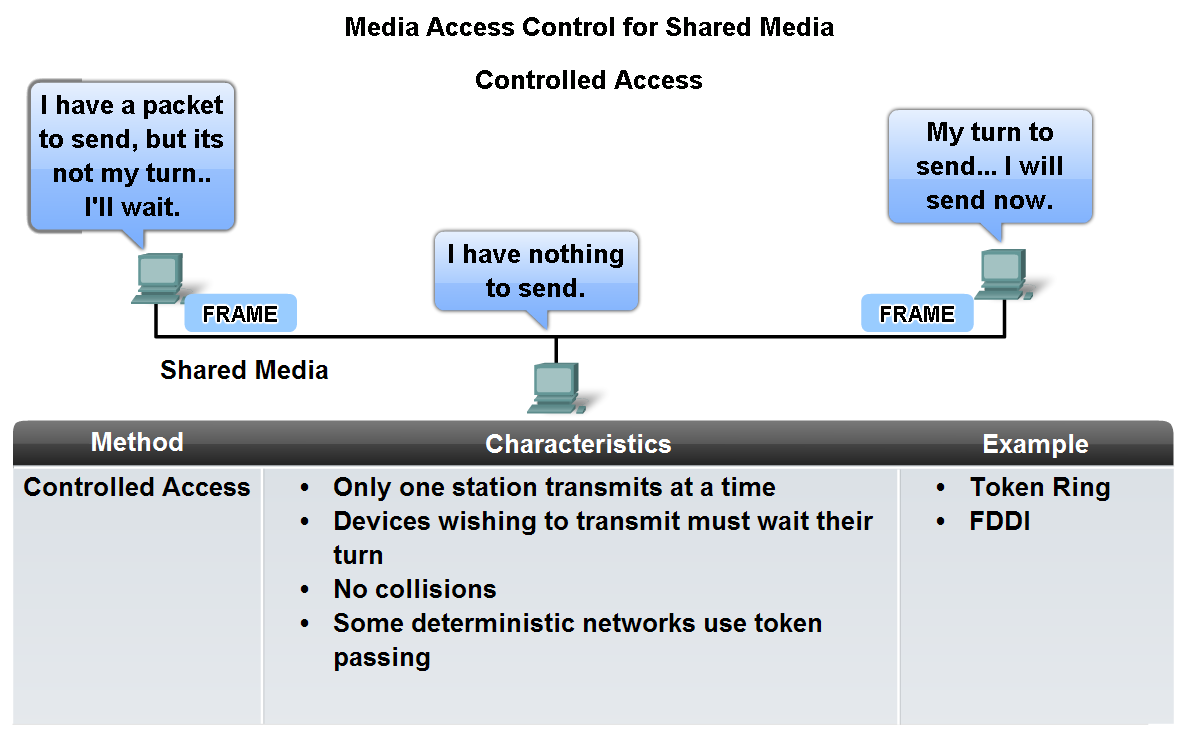 Media Access Control for Shared Media
Controlled Access
I have a packet
to send, but its
not my turn..
I'll wait.
My turn to
send... I will
send now.
I have nothing
to send.
FRAME
FRAME
Shared Media
Method
Characteristics
Example
Controlled Access
• Only one station transmits at a time
• Devices wishing to transmit must wait their
turn
• No collisions
• Some deterministic networks use token
passing
• Token Ring
• FDDI